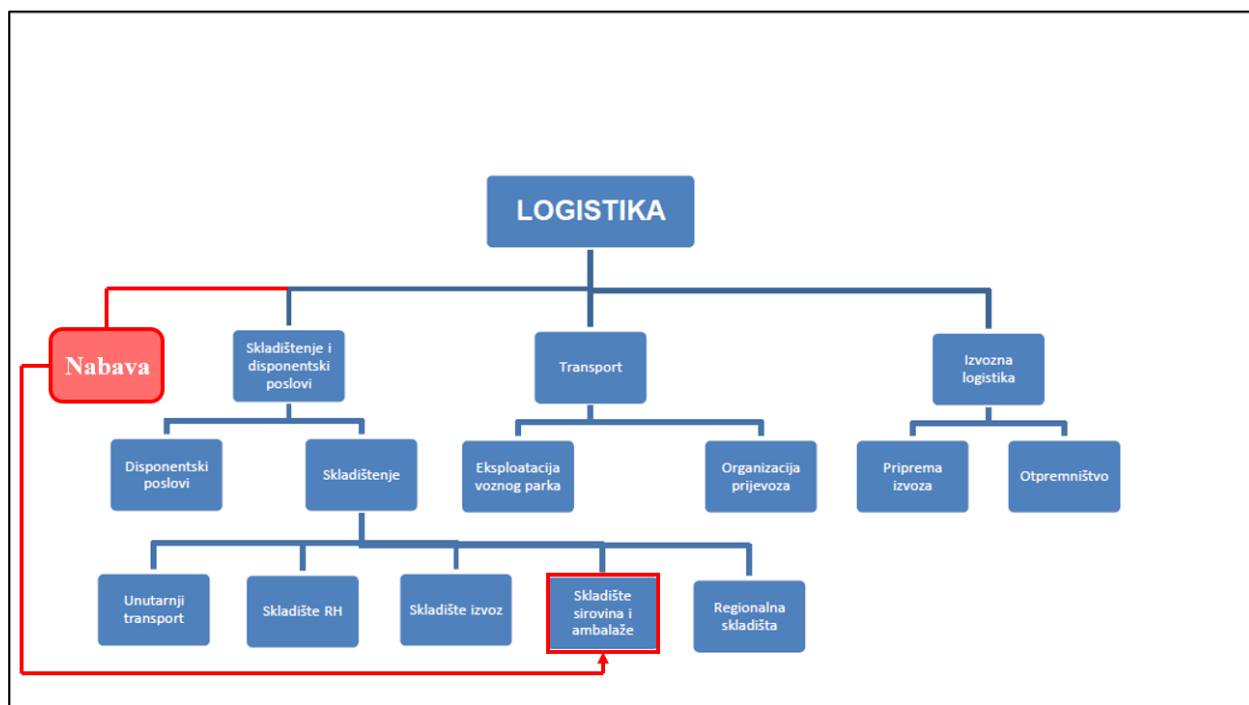 LOGISTIKA
Nabava
Skladištenje i
disponentski
poslovi
Transport
Izvozna
logistika
Disponentski
poslovi
Skladištenje
Eksploatacija
voznog parka
Organizacija
prijevoza
Priprema
izvoza
Otpremništvo
Unutarnji
transport
Skladište RH
Skladište izvoz
Skladište
sirovina i
ambalaže
Regionalna
skladišta